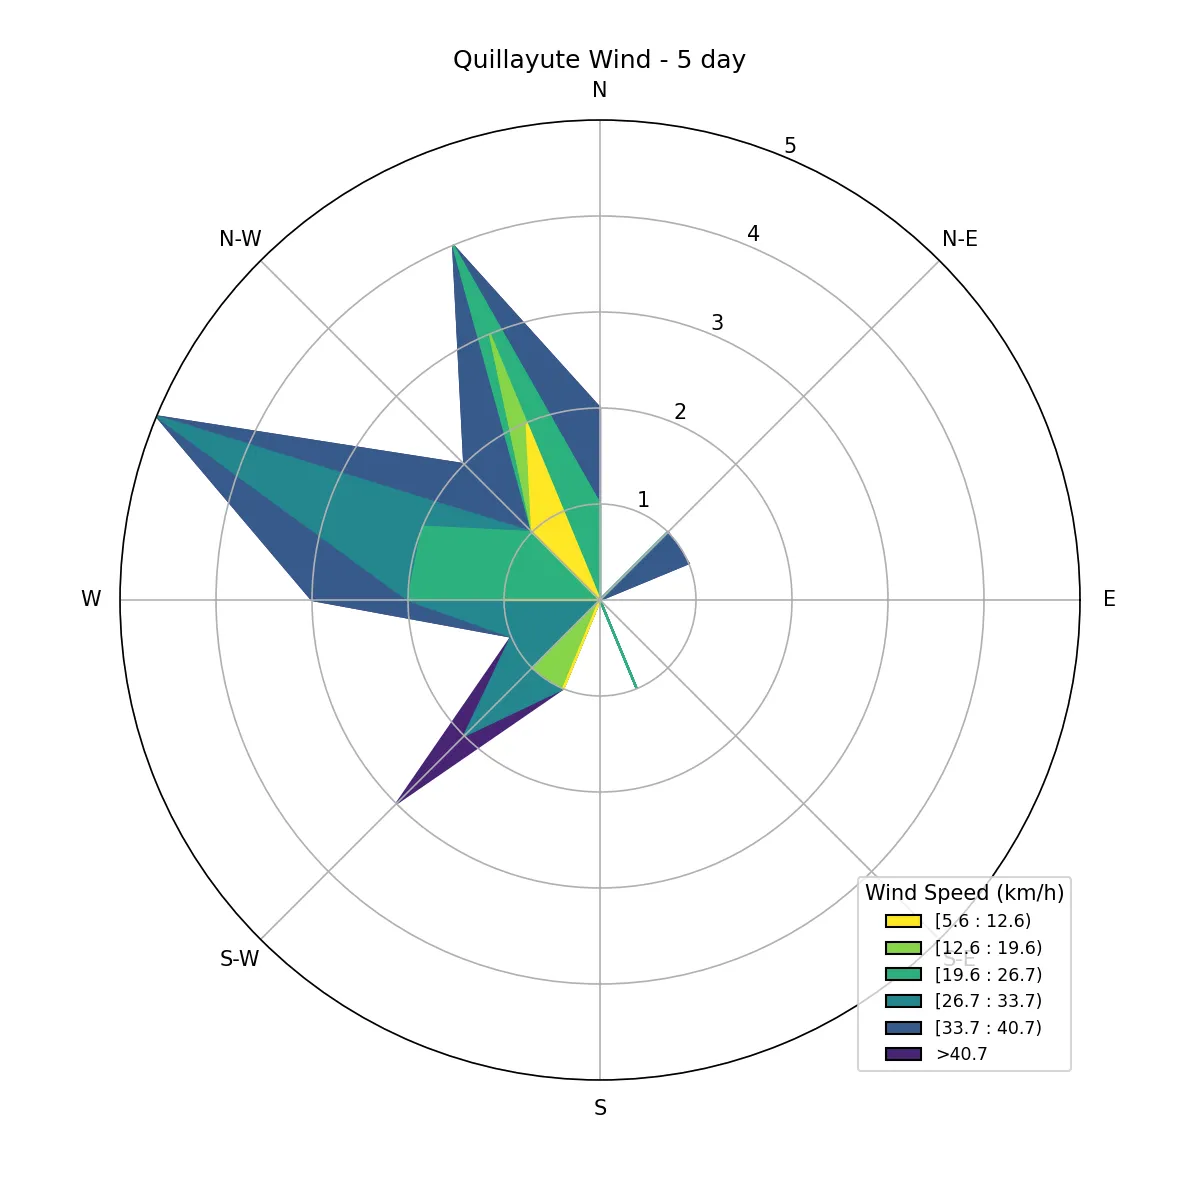 Quillayute Wind - 5 day
N
5
N-W
N-E
4
3
2
1
W
E
S-W
S-E
Wind Speed (km/h)
[5.6 : 12.6)
[12.6 : 19.6)
[19.6 : 26.7)
[26.7 : 33.7)
[33.7 : 40.7)
>40.7
S